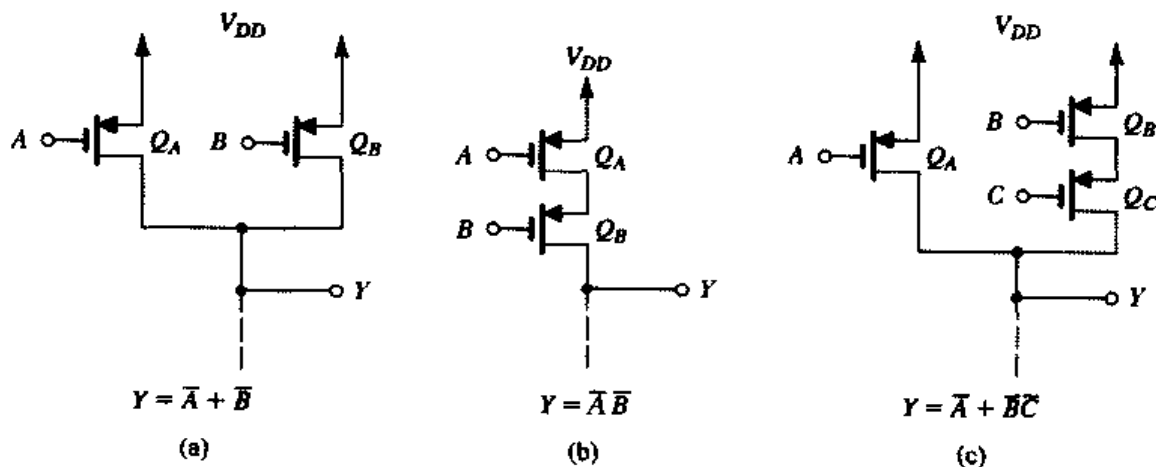 V_DD
A
Q_A
B
Q_B
Y
Y = A̅ + B̅
(a)
V_DD
A
Q_A
B
Q_B
Y
Y = A̅ B̅
(b)
V_DD
A
Q_A
B
Q_B
C
Q_C
Y
Y = A̅ + B̅C̅
(c)